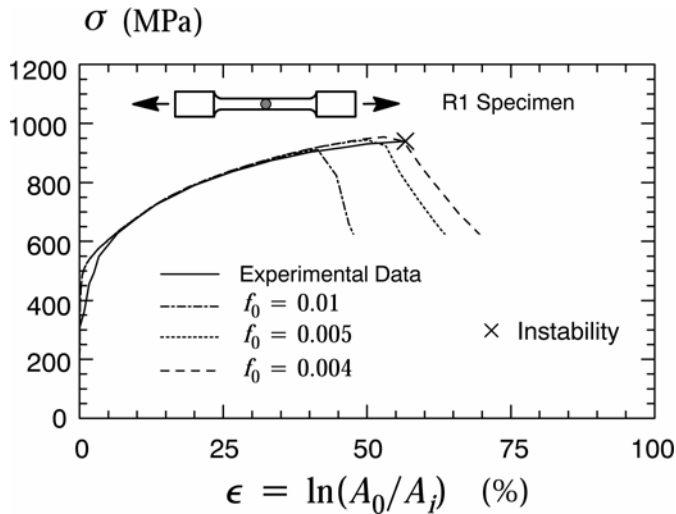 σ (MPa)
1200
1000
800
600
400
200
0
R1 Specimen
Experimental Data
f₀ = 0.01
f₀ = 0.005
f₀ = 0.004
× Instability
0 25 50 75 100
ϵ = ln(A₀/Aᵢ) (%)